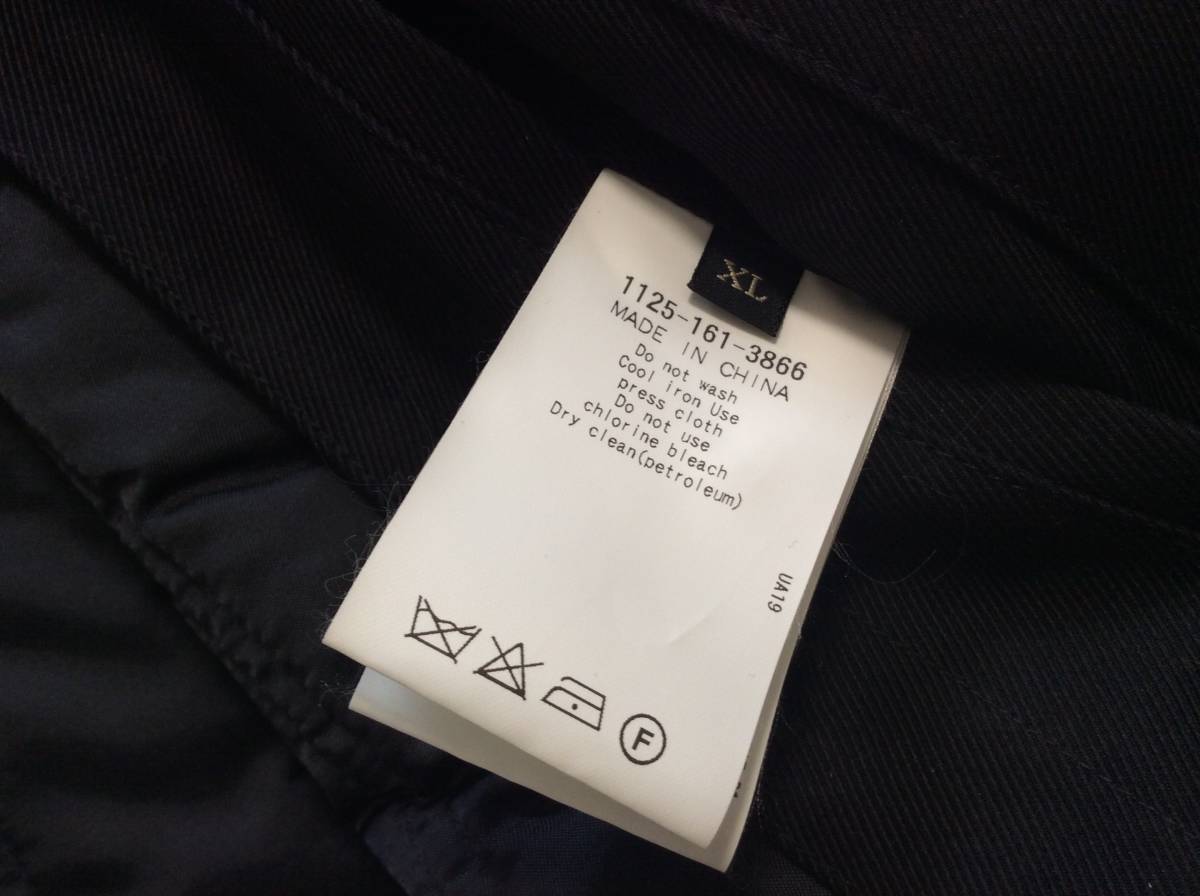 XL
1125-161-3866
MADE IN CHINA
Do not wash
Cool iron Use
press cloth
Do not use
chlorine bleach
Dry clean(petroleum)
UA19
F